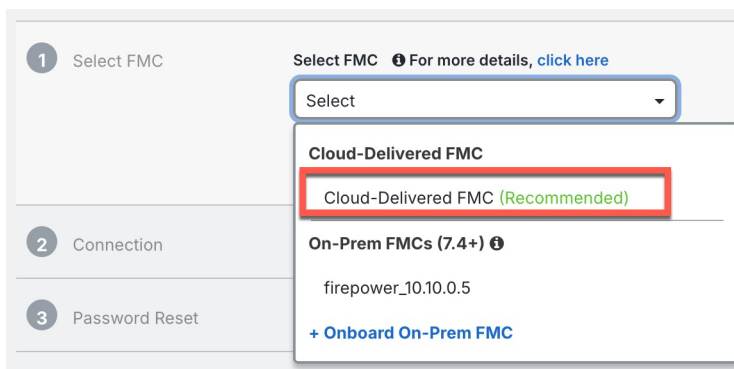 1 Select FMC
Select FMC For more details, click here
Select
Cloud-Delivered FMC
Cloud-Delivered FMC (Recommended)
2 Connection
On-Prem FMCs (7.4+)
firepower_10.10.0.5
3 Password Reset
+ Onboard On-Prem FMC